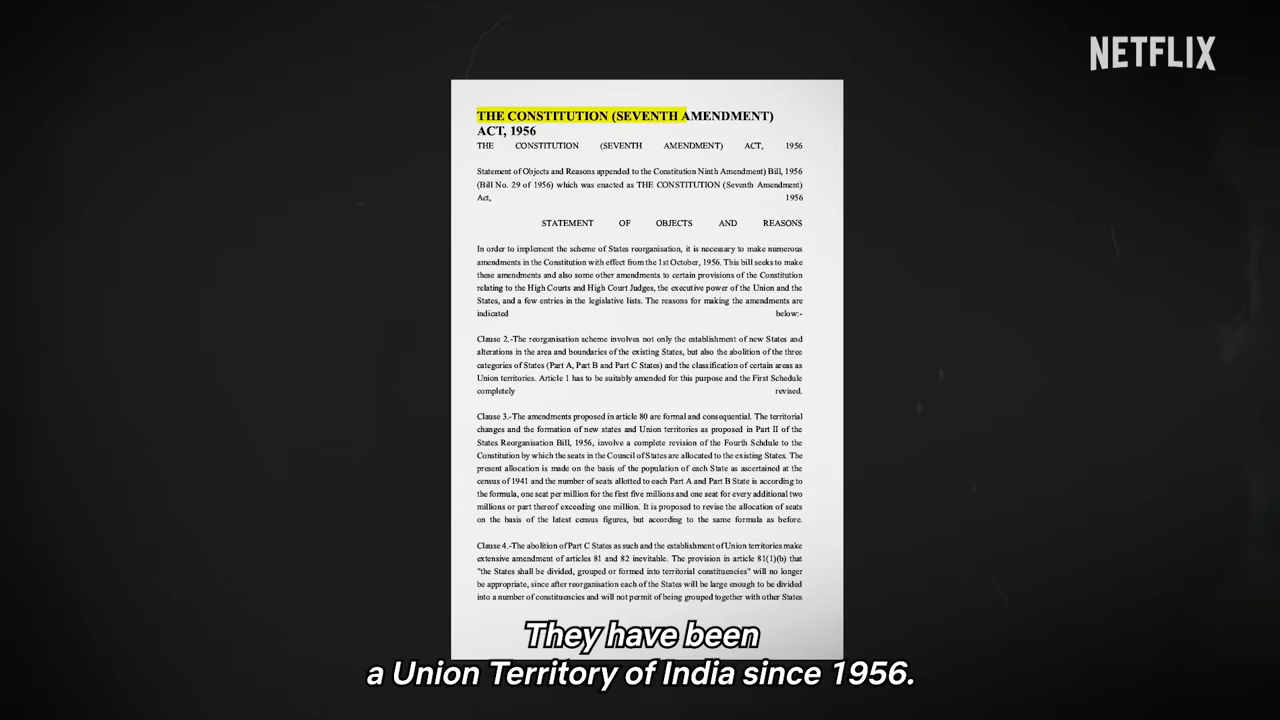 NETFLIX
THE CONSTITUTION (SEVENTH AMENDMENT)
ACT, 1956
THE CONSTITUTION (SEVENTH AMENDMENT) ACT, 1956
Statement of Objects and Reasons appended to the Constitution Ninth Amendment) Bill, 1956
(Bill No. 29 of 1956) which was enacted as THE CONSTITUTION (Seventh Amendment)
Act, 1956
STATEMENT OF OBJECTS AND REASONS
In order to implement the scheme of States reorganisation, it is necessary to make numerous
amendments in the Constitution with effect from the 1st October, 1956. This bill seeks to make
these amendments and also some other amendments to certain provisions of the Constitution
relating to the High Courts and High Court Judges, the executive power of the Union and the
States, and a few entries in the legislative lists. The reasons for making the amendments are
indicated below:-
Clause 2.-The reorganisation scheme involves not only the establishment of new States and
alterations in the area and boundaries of the existing States, but also the abolition of the three
categories of States (Part A, Part B and Part C States) and the classification of certain areas as
Union territories. Article 1 has to be suitably amended for this purpose and the First Schedule
completely revised.
Clause 3.-The amendments proposed in article 80 are formal and consequential. The territorial
changes and the formation of new states and Union territories as proposed in Part II of the
States Reorganisation Bill, 1956, involve a complete revision of the Fourth Schdule to the
Constitution by which the seats in the Council of States are allocated to the existing States. The
present allocation is made on the basis of the population of each State as ascertained at the
census of 1941 and the number of seats allotted to each Part A and Part B State is according to
the formula, one seat per million for the first five millions and one seat for every additional two
millions or part thereof exceeding one million. It is proposed to revise the allocation of seats
on the basis of the latest census figures, but according to the same formula as before.
Clause 4.-The abolition of Part C States as such and the establishment of Union territories make
extensive amendment of articles 81 and 82 inevitable. The provision in article 81(1)(b) that
"the States shall be divided, grouped or formed into territorial constituencies" will no longer
be appropriate, since after reorganisation each of the States will be large enough to be divided
into a number of constituencies and will not permit of being grouped together with other States
They have been
a Union Territory of India since 1956.